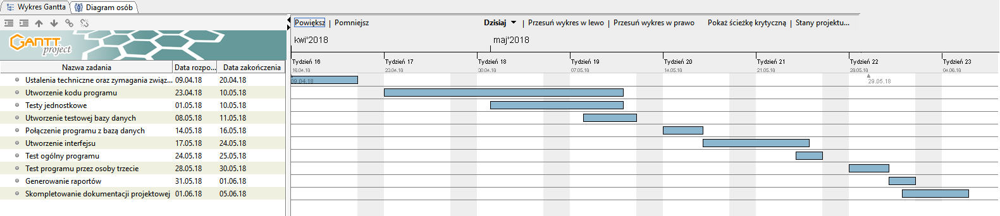 Wykres Gantta Diagram osób
Powiększ | Pomniejsz Dzisiaj | Przesuń wykres w lewo | Przesuń wykres w prawo Pokaż ścieżkę krytyczną | Stany projektu...
GANTT project
kwi'2018 maj'2018
Nazwa zadania Data rozpo... Data zakończenia
Tydzień 16 Tydzień 17 Tydzień 18 Tydzień 19 Tydzień 20 Tydzień 21 Tydzień 22 Tydzień 23
16.04.18 23.04.18 30.04.18 07.05.18 14.05.18 21.05.18 28.05.18 04.06.18
Ustalenia techniczne oraz zymagania związ... 09.04.18 20.04.18
09.04.18 29.05.18
Utworzenie kodu programu 23.04.18 10.05.18
Testy jednostkowe 01.05.18 10.05.18
Utworzenie testowej bazy danych 08.05.18 11.05.18
Połączenie programu z bazą danych 14.05.18 16.05.18
Utworzenie interfejsu 17.05.18 24.05.18
Test ogólny programu 24.05.18 25.05.18
Test programu przez osoby trzecie 28.05.18 30.05.18
Generowanie raportów 31.05.18 01.06.18
Skompletowanie dokumentacji projektowej 01.06.18 05.06.18